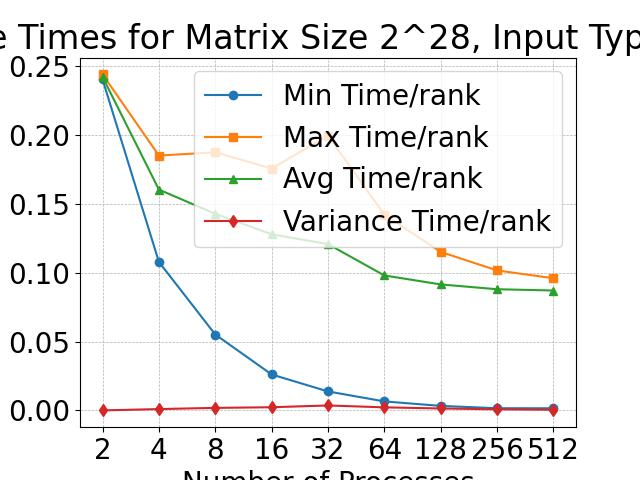 e Times for Matrix Size 2^28, Input Typ
0.25
0.20
0.15
0.10
0.05
0.00
Min Time/rank
Max Time/rank
Avg Time/rank
Variance Time/rank
2 4 8 16 32 64 128 256 512
Number of Processes